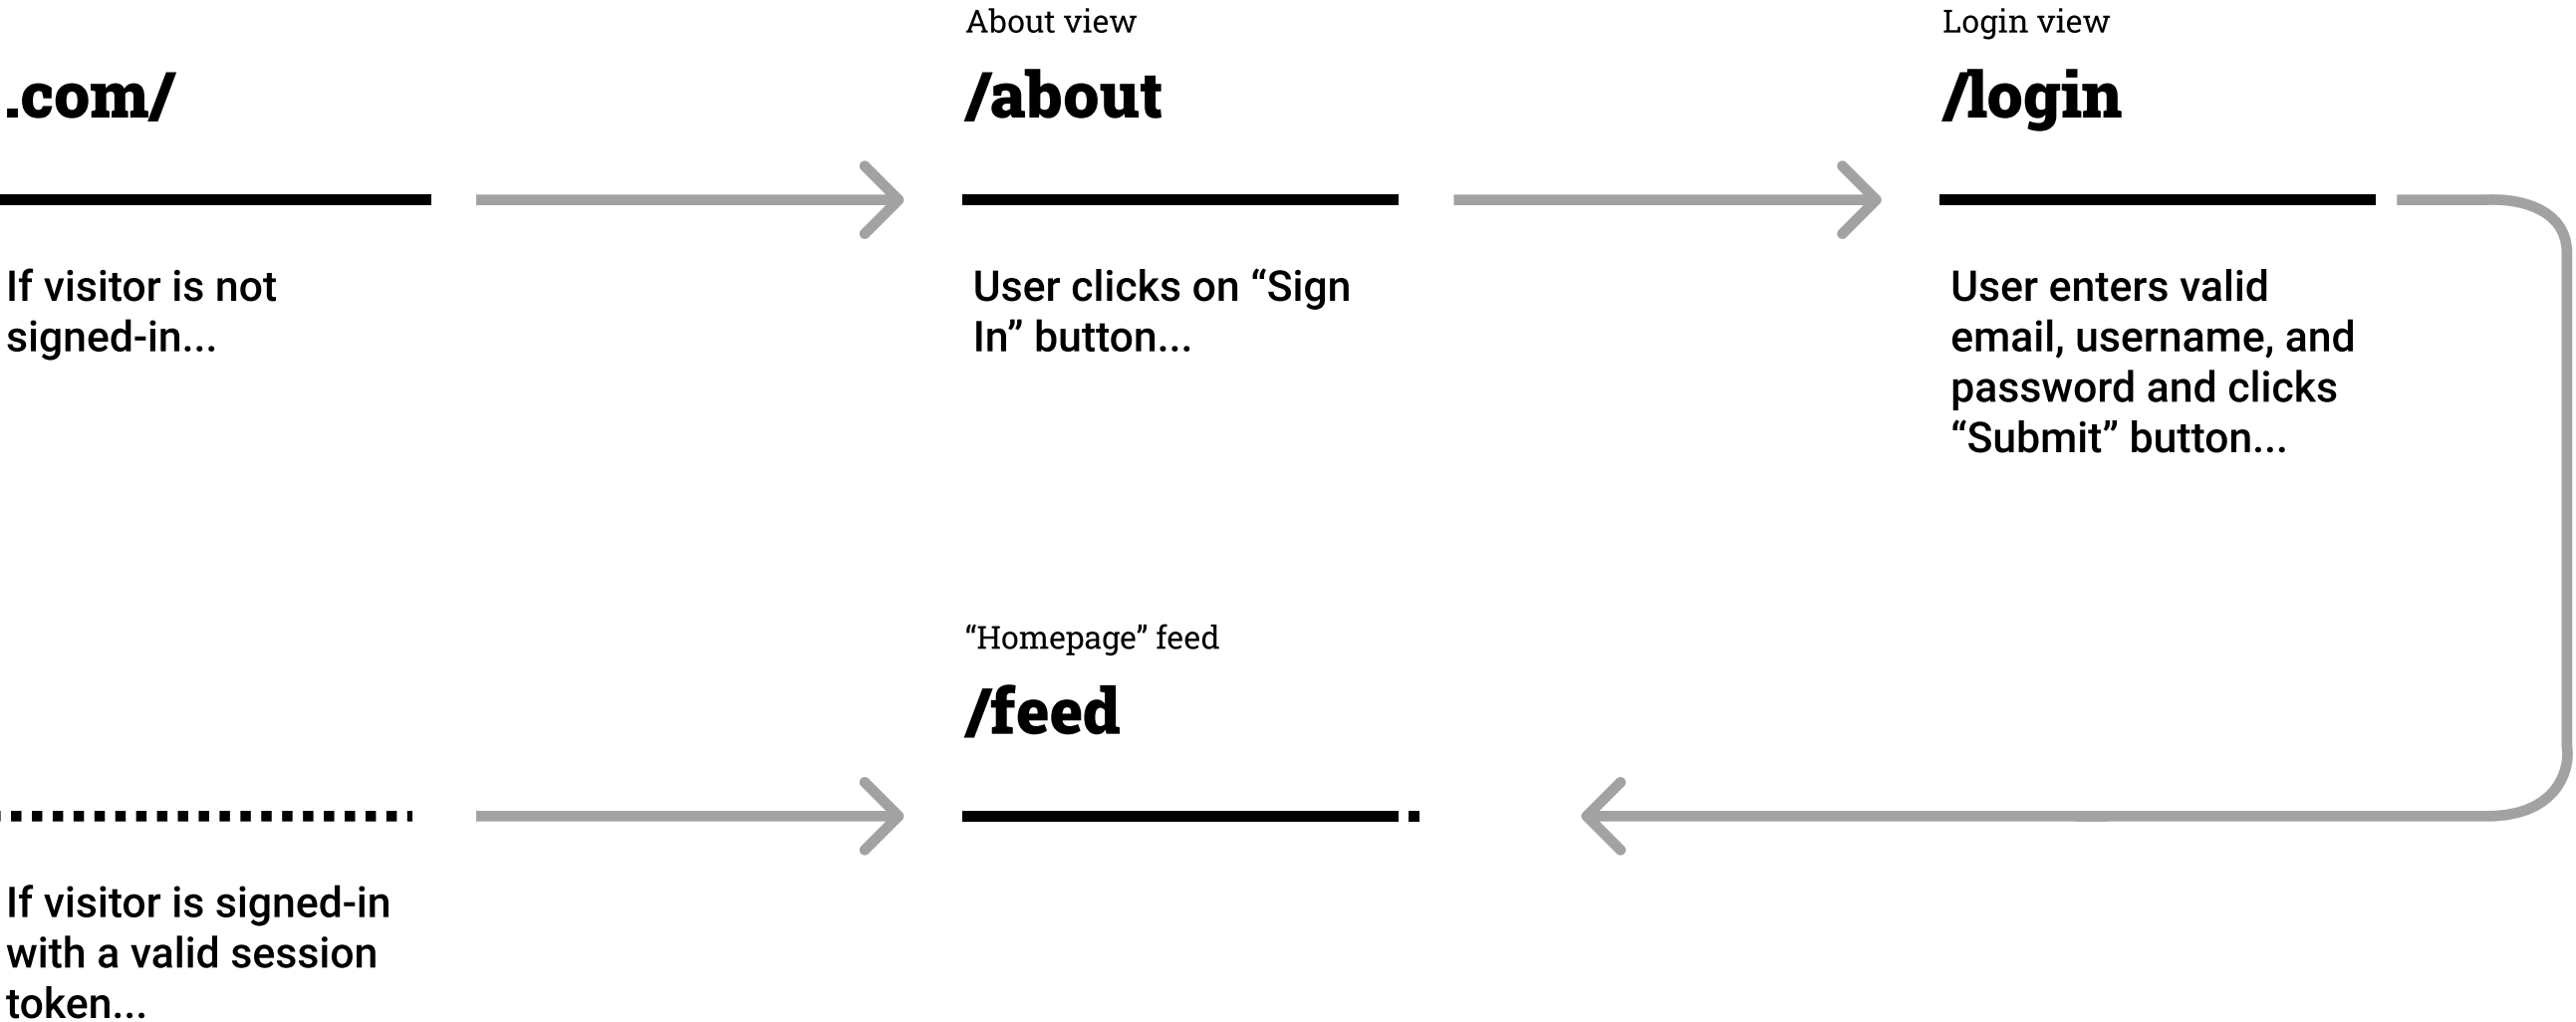 .com/
If visitor is not
signed-in...
About view
/about
User clicks on “Sign
In” button...
Login view
/login
User enters valid
email, username, and
password and clicks
“Submit” button...
If visitor is signed-in
with a valid session
token...
“Homepage” feed
/feed